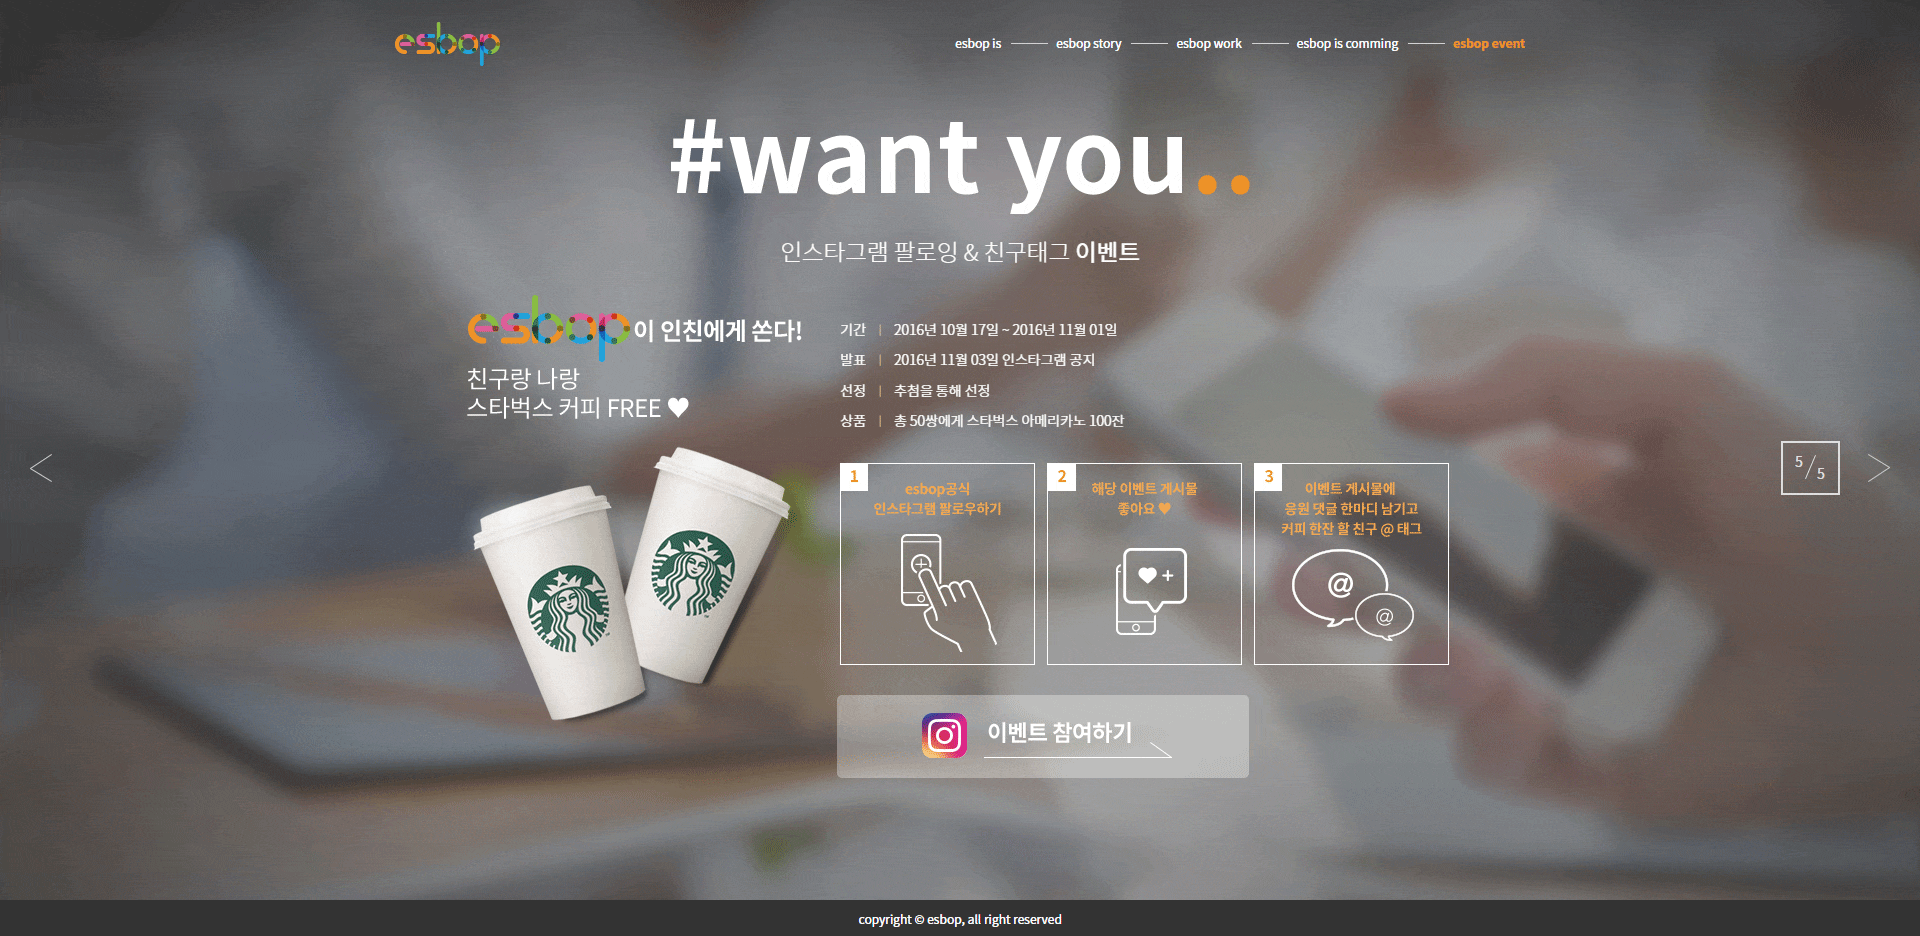 esbop
esbop is
esbop story
esbop work
esbop is comming
esbop event
#want you..
인스타그램 팔로잉 & 친구태그 이벤트
esbop이 인친에게 쏜다!
친구랑 나랑
스타벅스 커피 FREE ♥
기간 | 2016년 10월 17일 ~ 2016년 11월 01일
발표 | 2016년 11월 03일 인스타그램 공지
선정 | 추첨을 통해 선정
상품 | 총 50쌍에게 스타벅스 아메리카노 100잔
1
esbop공식
인스타그램 팔로우하기
2
해당 이벤트 게시물
좋아요 ♥
3
이벤트 게시물에
응원 댓글 한마디 남기고
커피 한잔 할 친구 @ 태그
@
@
5 / 5
이벤트 참여하기
copyright © esbop, all right reserved